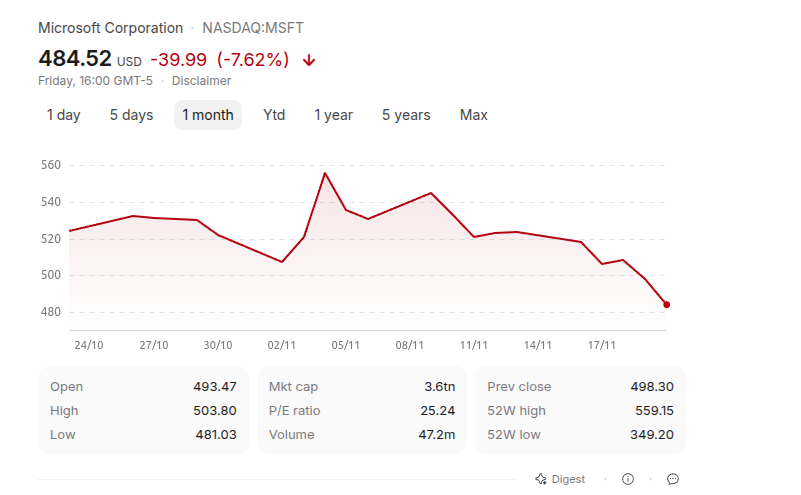 Microsoft Corporation · NASDAQ:MSFT
484.52 USD -39.99 (-7.62%) ↓
Friday, 16:00 GMT-5 · Disclaimer
1 day 5 days 1 month Ytd 1 year 5 years Max
560
540
520
500
480
24/10 27/10 30/10 02/11 05/11 08/11 11/11 14/11 17/11
Open 493.47 Mkt cap 3.6tn Prev close 498.30
High 503.80 P/E ratio 25.24 52W high 559.15
Low 481.03 Volume 47.2m 52W low 349.20
Digest